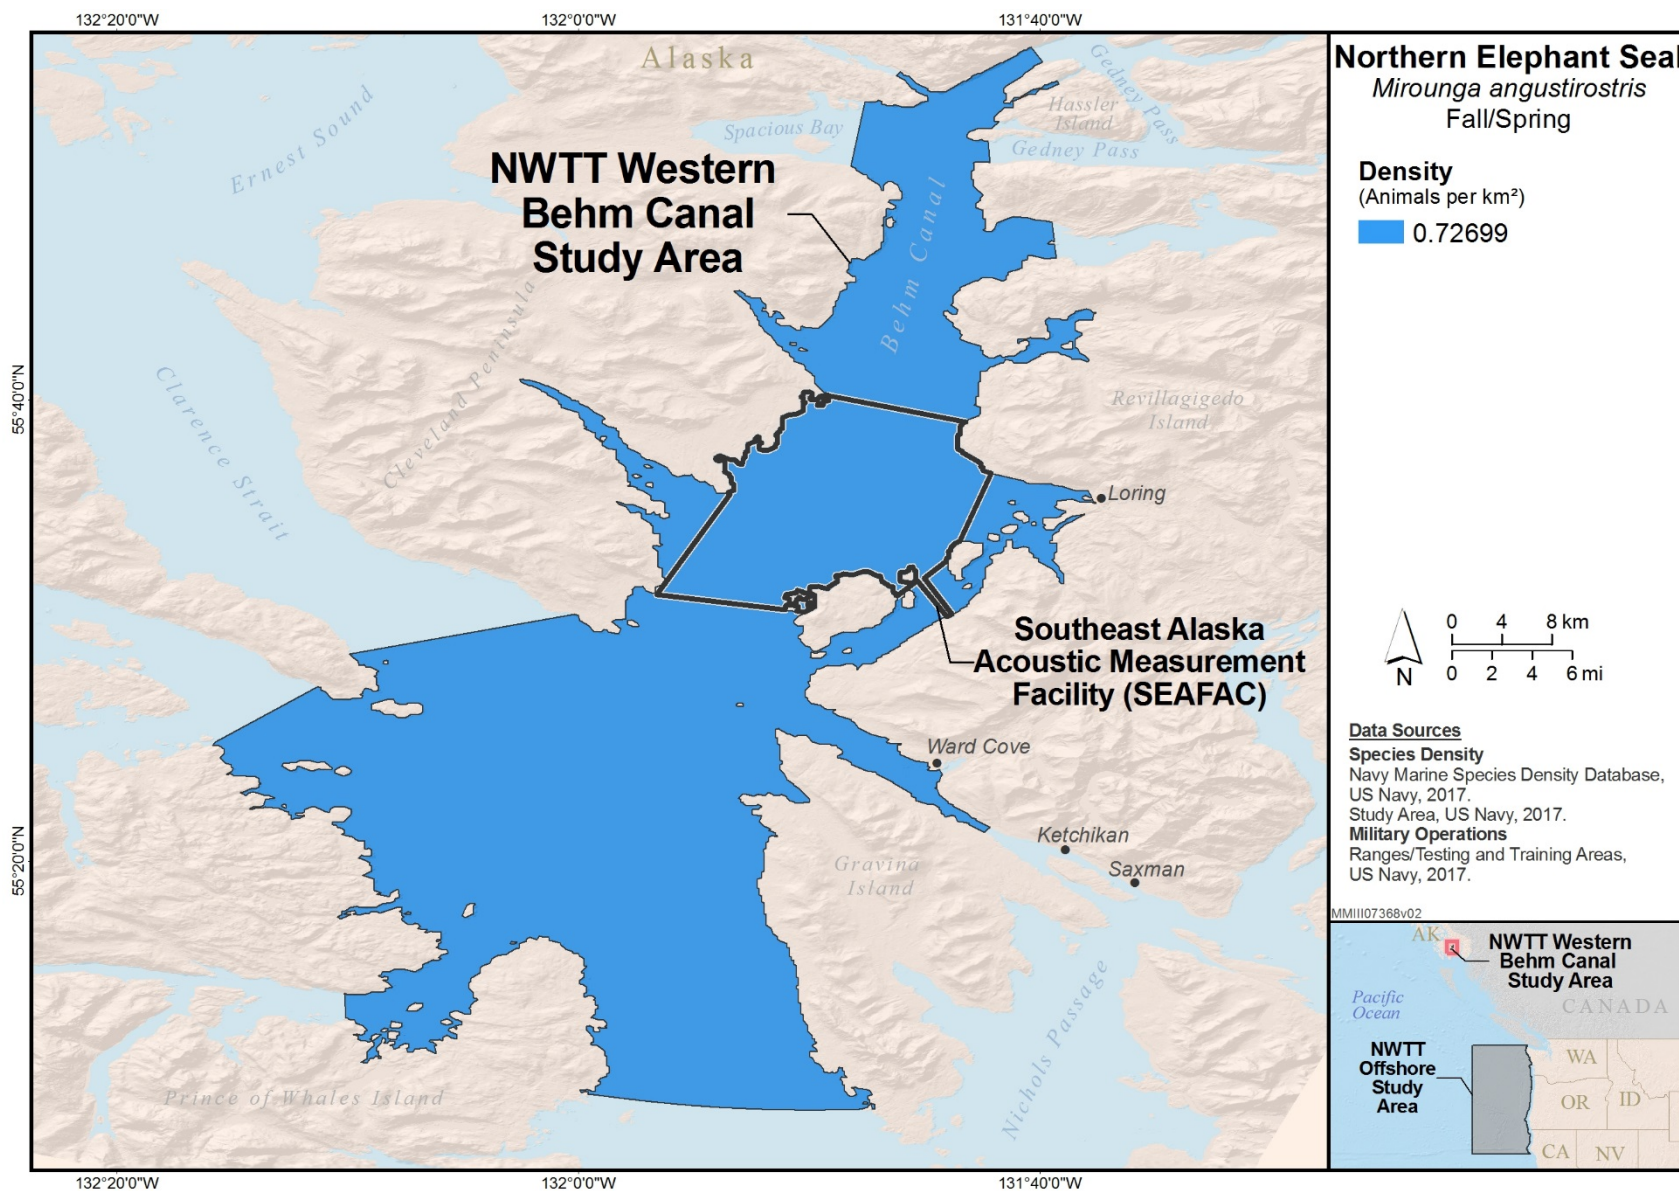 132°20'0"W
132°0'0"W
131°40'0"W
Alaska
Ernest Sound
Spacious Bay
Gedney Pass
Hassler
Island
Gedney Pass
NWTT Western
Behm Canal
Study Area
Behm Canal
Cleveland Peninsula
Clarence Strait
55°40'0"N
Revillagigedo
Island
Loring
Southeast Alaska
Acoustic Measurement
Facility (SEAFAC)
Ward Cove
Ketchikan
Saxman
Gravina
Island
55°20'0"N
Nichols Passage
Prince of Whales Island
132°20'0"W
132°0'0"W
131°40'0"W
Northern Elephant Seal
Mirounga angustirostris
Fall/Spring
Density
(Animals per km²)
0.72699
N
0 4 8 km
0 2 4 6 mi
Data Sources
Species Density
Navy Marine Species Density Database,
US Navy, 2017.
Study Area, US Navy, 2017.
Military Operations
Ranges/Testing and Training Areas,
US Navy, 2017.
MMIII07368v02
AK
NWTT Western
Behm Canal
Study Area
Pacific
Ocean
CANADA
NWTT
Offshore
Study
Area
WA
OR
ID
CA
NV